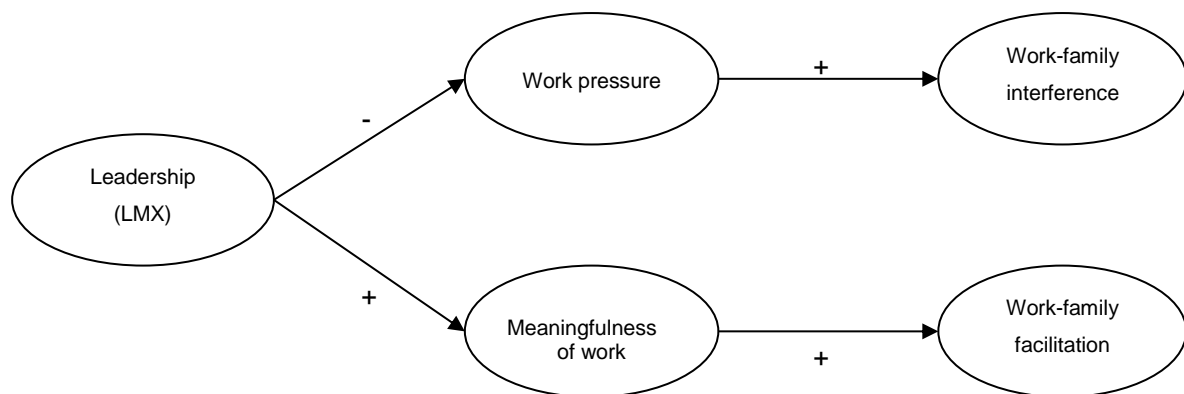 Work pressure
+
Work-family
interference
-
Leadership
(LMX)
+
Meaningfulness
of work
+
Work-family
facilitation